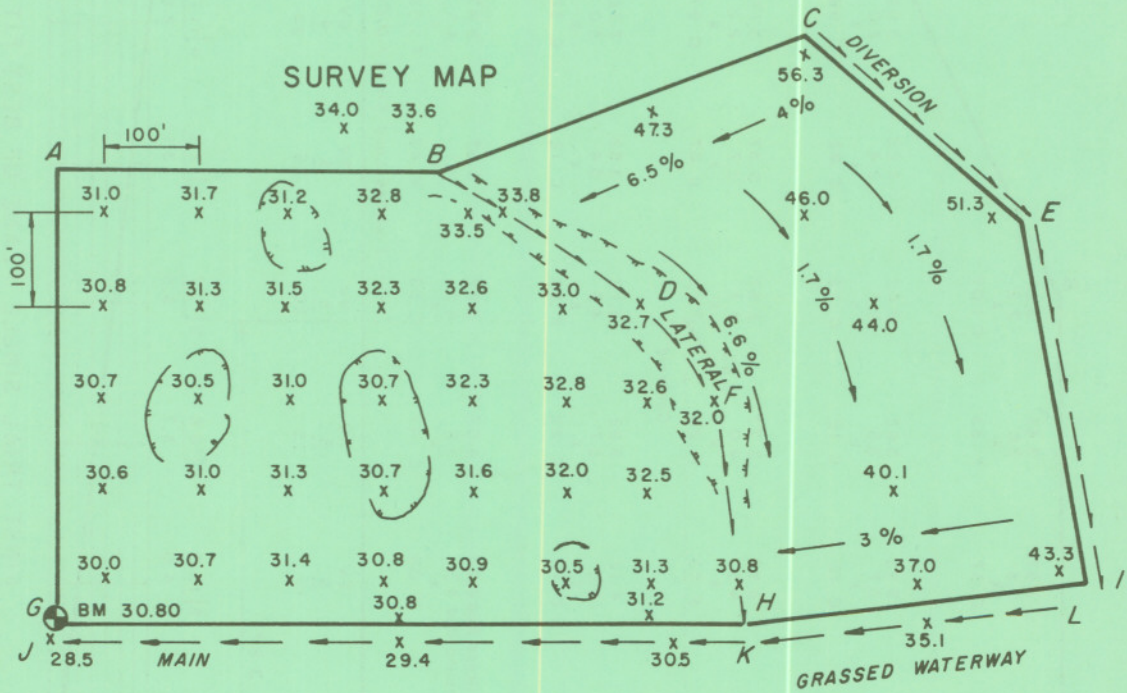 C
DIVERSION
SURVEY MAP
56.3
34.0 33.6
4%
47.3
100'
A
B
6.5%
31.0 31.7 31.2 32.8 33.8
33.5
46.0
51.3
E
100'
1.7%
1.7%
30.8 31.3 31.5 32.3 32.6 33.0
D
32.7
44.0
LATERAL
6.6%
30.7 30.5 31.0 30.7 32.3 32.8 32.6
F
32.0
30.6 31.0 31.3 30.7 31.6 32.0 32.5
40.1
3%
30.0 30.7 31.4 30.8 30.9 30.5 31.3 30.8
37.0
43.3
I
G
BM 30.80
30.8
31.2
H
L
J
28.5
MAIN
29.4
30.5
K
35.1
GRASSED WATERWAY